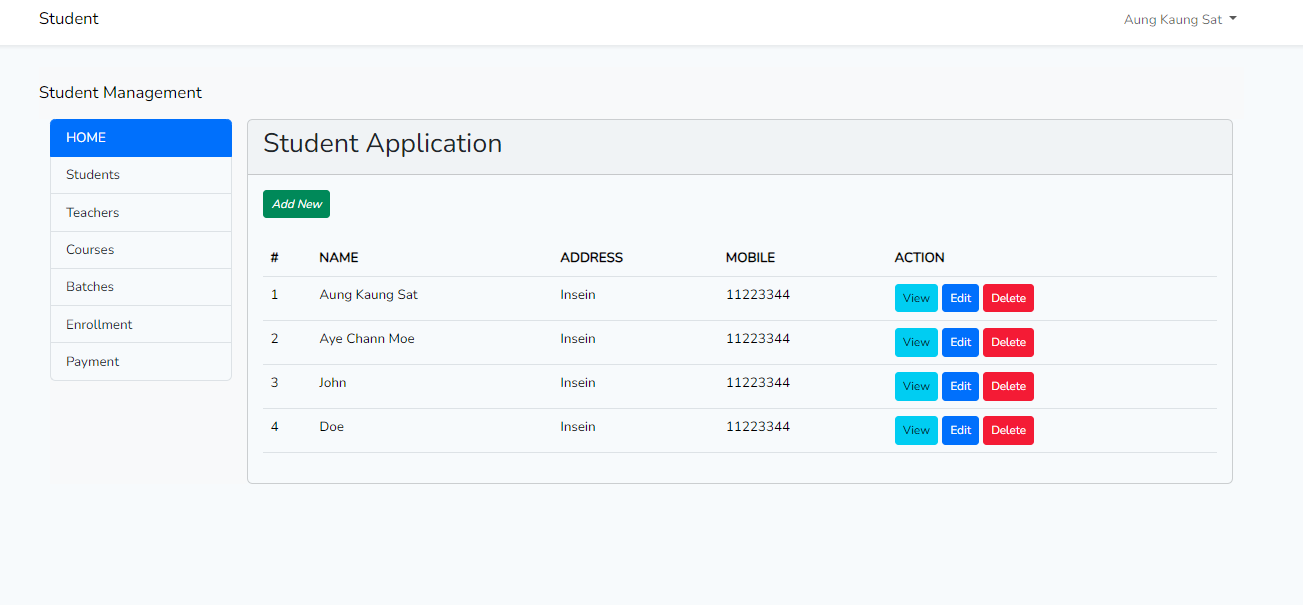 Student
Aung Kaung Sat
Student Management
HOME
Students
Teachers
Courses
Batches
Enrollment
Payment
Student Application
Add New
# NAME ADDRESS MOBILE ACTION
1 Aung Kaung Sat Insein 11223344 View Edit Delete
2 Aye Chann Moe Insein 11223344 View Edit Delete
3 John Insein 11223344 View Edit Delete
4 Doe Insein 11223344 View Edit Delete